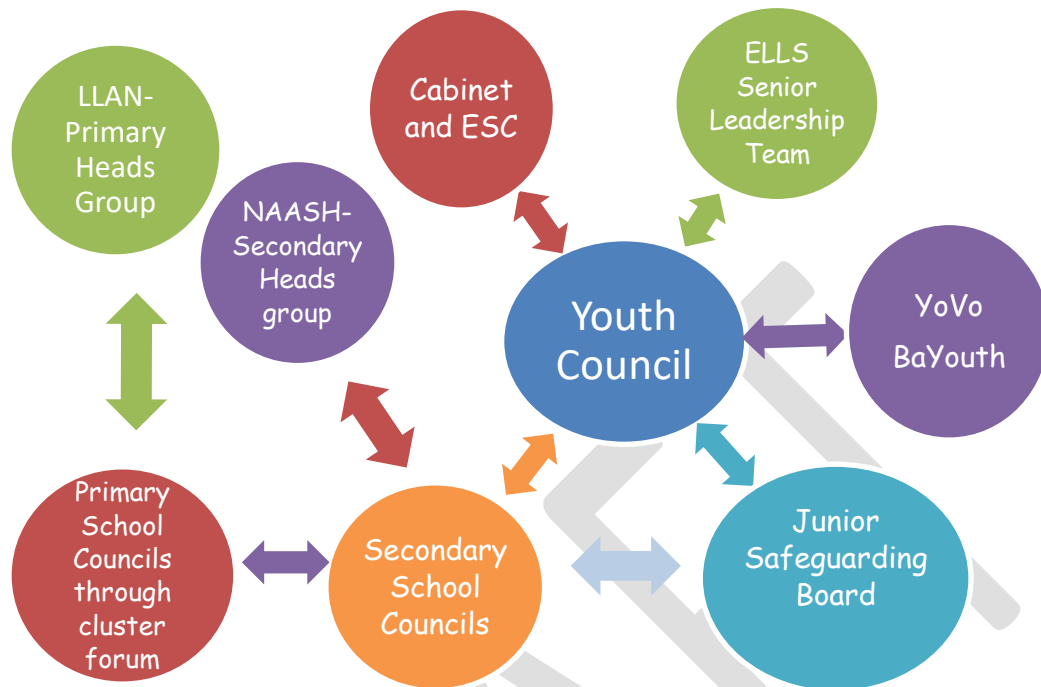 LLAN-
Primary
Heads
Group
NAASH-
Secondary
Heads
group
Cabinet
and ESC
ELLS
Senior
Leadership
Team
Youth
Council
YoVo
BaYouth
Primary
School
Councils
through
cluster
forum
Secondary
School
Councils
Junior
Safeguarding
Board